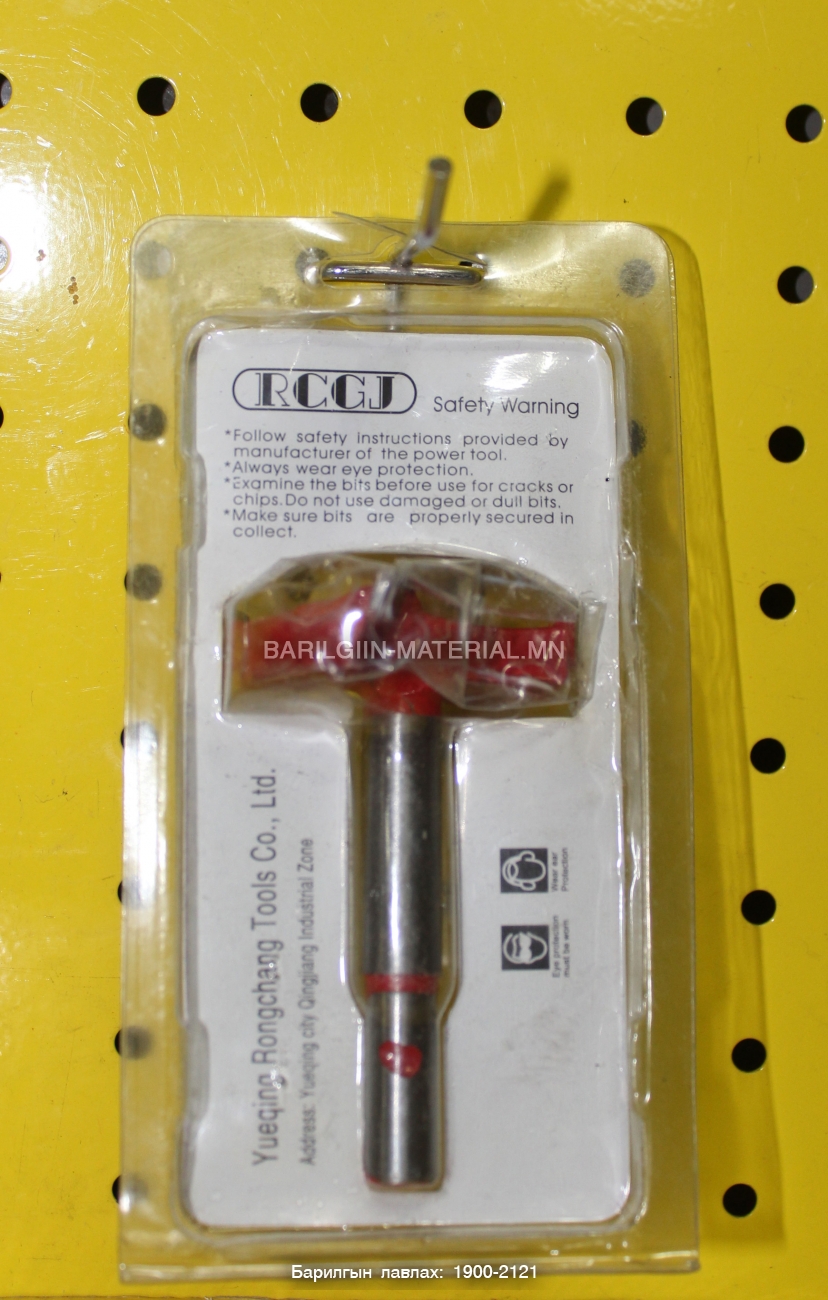 RCGJ Safety Warning
*Follow safety instructions provided by
manufacturer of the power tool.
*Always wear eye protection.
*Examine the bits before use for cracks or
chips. Do not use damaged or dull bits.
*Make sure bits are properly secured in
collect.
BARILGIIN-MATERIAL.MN
Yueqing Rongchang Tools Co., Ltd.
Address: Yueqing city Qingjiang Industrial Zone
Wear ear
Protection
Eye protection
must be worn
Барилгын лавлах: 1900-2121